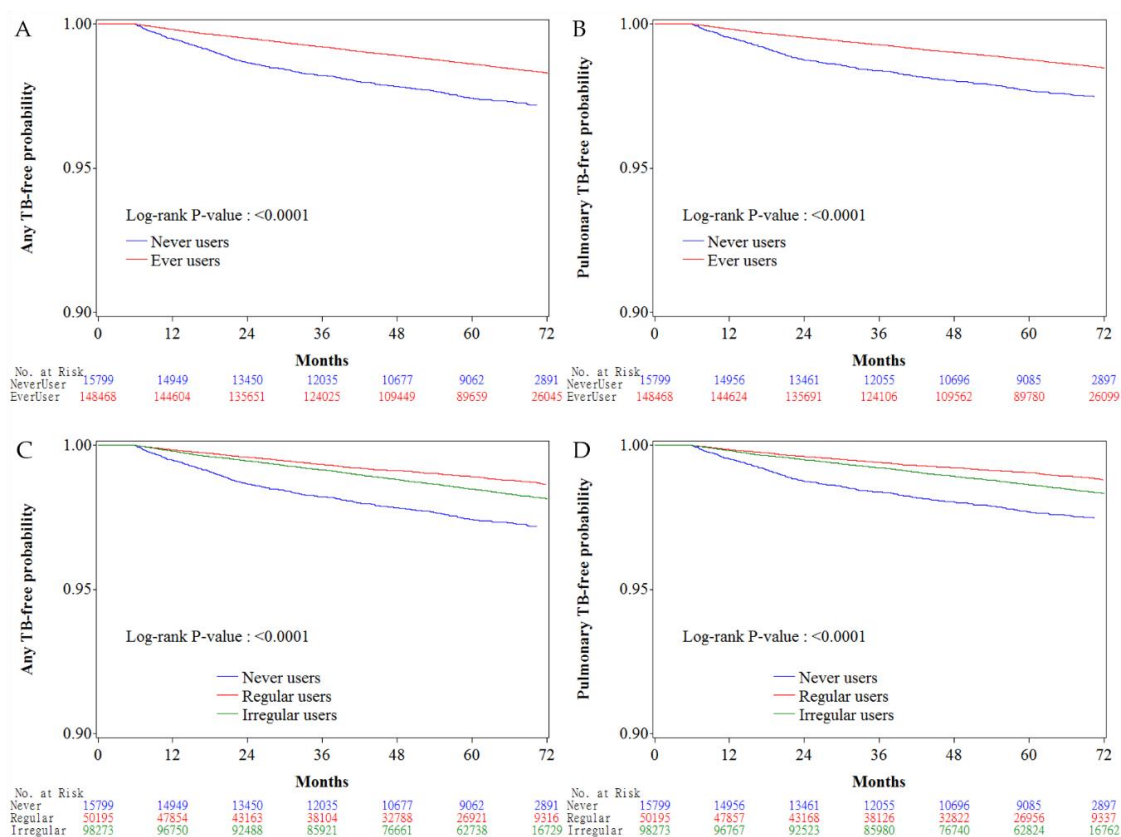 A
1.00
0.95
0.90
Any TB-free probability
Log-rank P-value : <0.0001
Never users
Ever users
0 12 24 36 48 60 72
Months
No. at Risk
NeverUser 15799 14949 13450 12035 10677 9062 2891
EverUser 148468 144604 135651 124025 109449 89659 26045
B
1.00
0.95
0.90
Pulmonary TB-free probability
Log-rank P-value : <0.0001
Never users
Ever users
0 12 24 36 48 60 72
Months
No. at Risk
NeverUser 15799 14956 13461 12055 10696 9085 2897
EverUser 148468 144624 135691 124106 109562 89780 26099
C
1.00
0.95
0.90
Any TB-free probability
Log-rank P-value : <0.0001
Never users
Regular users
Irregular users
0 12 24 36 48 60 72
Months
No. at Risk
Never 15799 14949 13450 12035 10677 9062 2891
Regular 50195 47854 43163 38104 32788 26921 9316
Irregular 98273 96750 92488 85921 76661 62738 16729
D
1.00
0.95
0.90
Pulmonary TB-free probability
Log-rank P-value : <0.0001
Never users
Regular users
Irregular users
0 12 24 36 48 60 72
Months
No. at Risk
Never 15799 14956 13461 12055 10696 9085 2897
Regular 50195 47857 43168 38126 32822 26956 9337
Irregular 98273 96767 92523 85980 76740 62824 16762